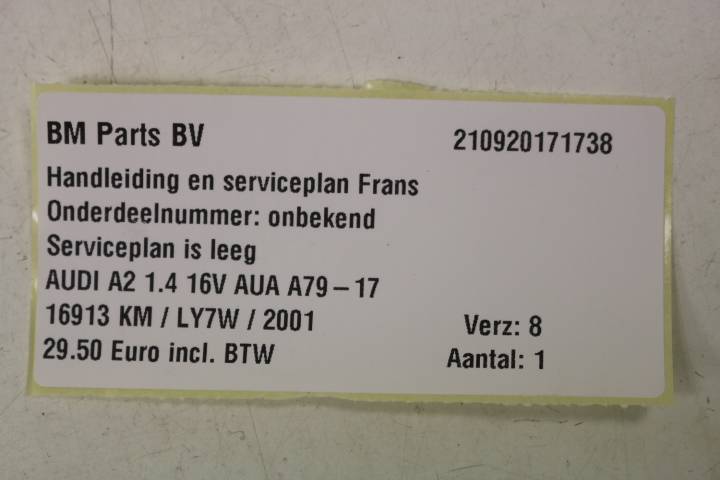 BM Parts BV 210920171738
Handleiding en serviceplan Frans
Onderdeelnummer: onbekend
Serviceplan is leeg
AUDI A2 1.4 16V AUA A79-17
16913 KM / LY7W / 2001 Verz: 8
29.50 Euro incl. BTW Aantal: 1